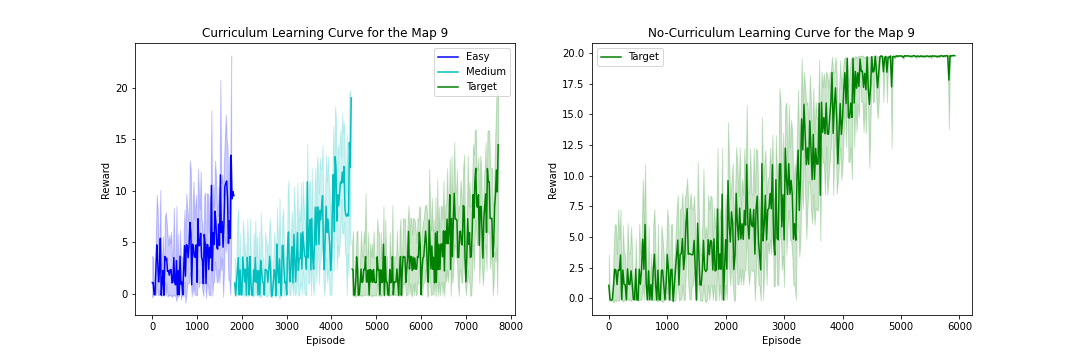 Curriculum Learning Curve for the Map 9
Reward
20
15
10
5
0
Easy
Medium
Target
0 1000 2000 3000 4000 5000 6000 7000 8000
Episode
No-Curriculum Learning Curve for the Map 9
Reward
20.0
17.5
15.0
12.5
10.0
7.5
5.0
2.5
0.0
Target
0 1000 2000 3000 4000 5000 6000
Episode